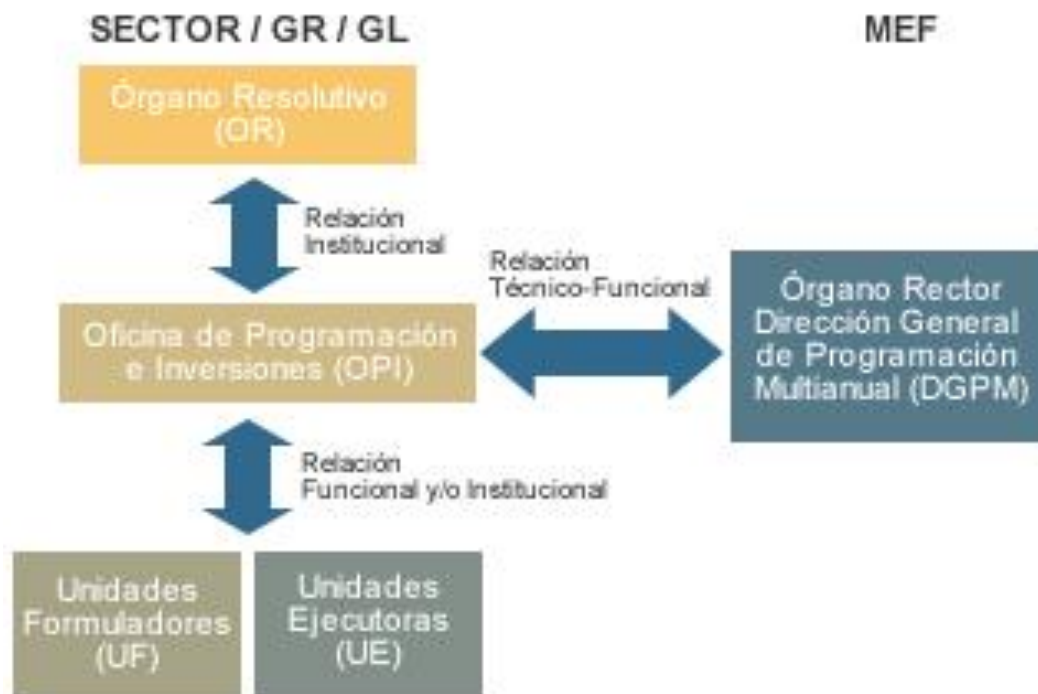 SECTOR / GR / GL
MEF
Órgano Resolutivo
(OR)
Relación
Institucional
Relación
Técnico-Funcional
Órgano Rector
Dirección General
de Programación
Multianual (DGPM)
Oficina de Programación
e Inversiones (OPI)
Relación
Funcional y/o Institucional
Unidades
Formuladores
(UF)
Unidades
Ejecutoras
(UE)